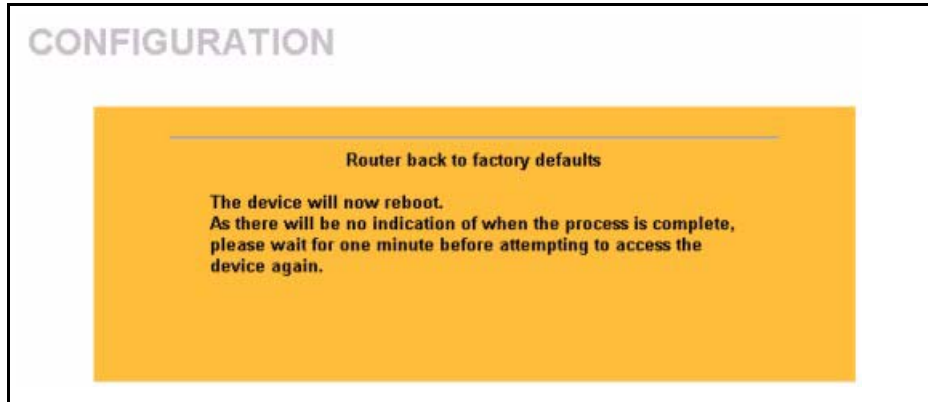 CONFIGURATION
Router back to factory defaults
The device will now reboot.
As there will be no indication of when the process is complete,
please wait for one minute before attempting to access the
device again.